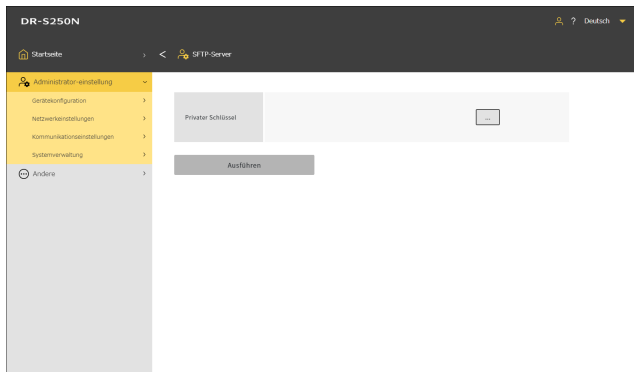 DR-S250N
? Deutsch
Startseite
< SFTP-Server
Administrator-einstellung
Gerätekonfiguration
Netzwerkeinstellungen
Kommunikationseinstellungen
Systemverwaltung
Andere
Privater Schlüssel
...
Ausführen